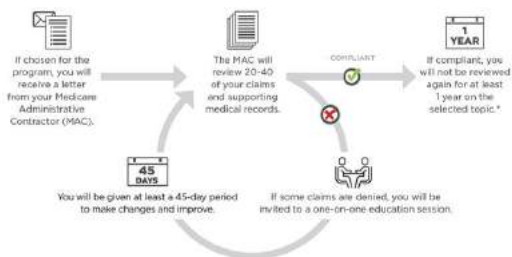 If chosen for the
program, you will
receive a letter
from your Medicare
Administrative
Contractor (MAC).
The MAC will
review 20-40
of your claims
and supporting
medical records.
COMPLIANT
1
YEAR
If compliant, you
will not be reviewed
again for at least
1 year on the
selected topic.*
45
DAYS
You will be given at least a 45-day period
to make changes and improve.
If some claims are denied, you will be
invited to a one-on-one education session.